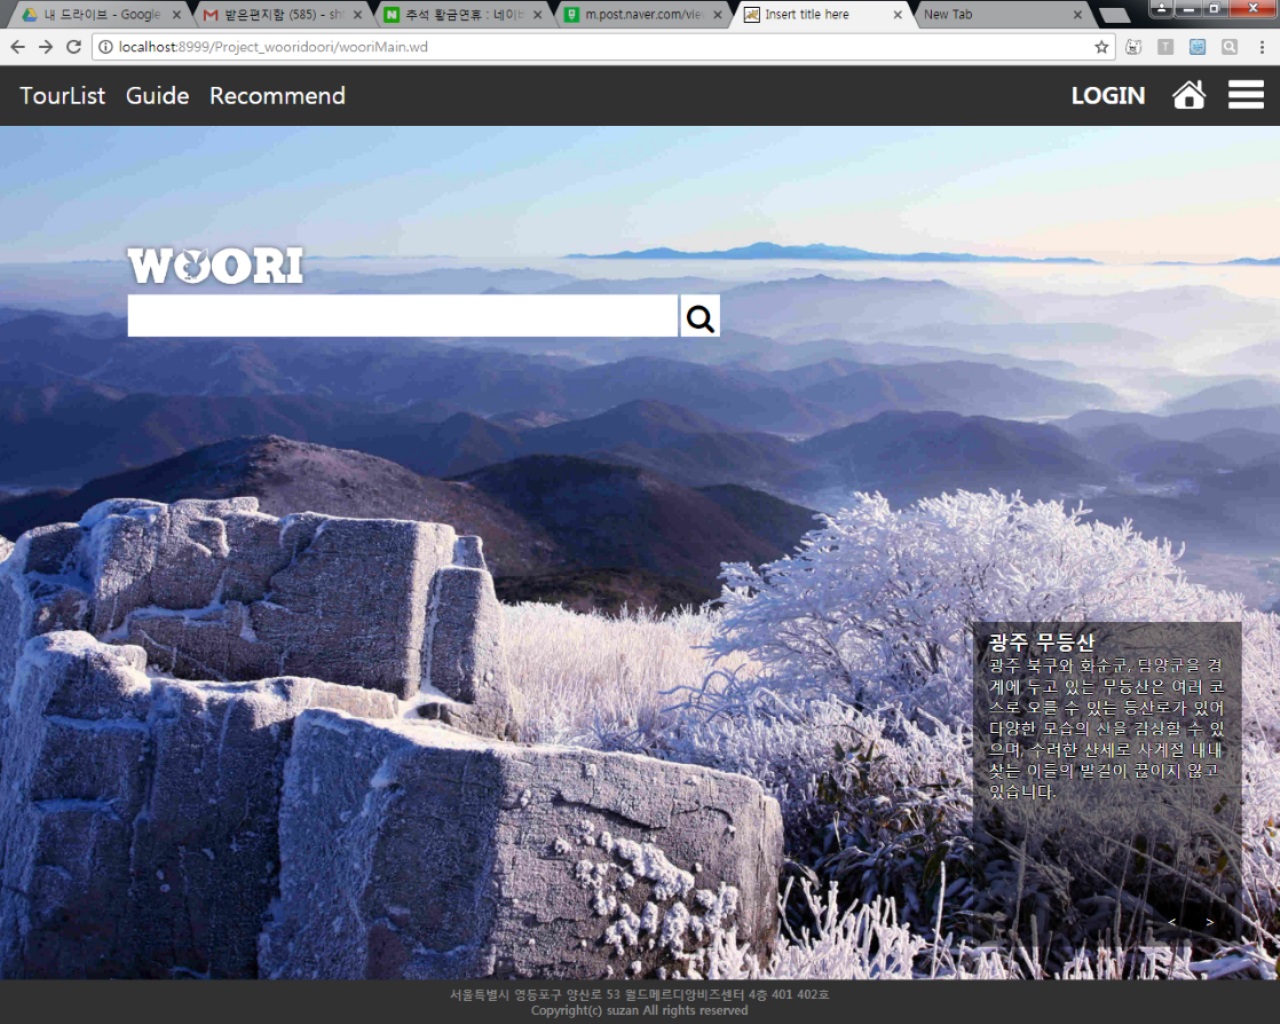 내 드라이브 - Google
받은편지함 (585) - sh
추석 황금연휴 : 네이버
m.post.naver.com/view
Insert title here
New Tab
localhost:8999/Project_wooridoori/wooriMain.wd
TourList Guide Recommend
LOGIN
WOORI
광주 무등산
광주 북구와 화순군, 담양군을 경
계에 두고 있는 무등산은 여러 코
스로 오를 수 있는 등산로가 있어
다양한 모습의 산을 감상할 수 있
으며, 수려한 산세로 사계절 내내
찾는 이들의 발길이 끊이지 않고
있습니다.
< >
서울특별시 영등포구 양산로 53 월드메르디앙비즈센터 4층 401 402호
Copyright(c) suzan All rights reserved